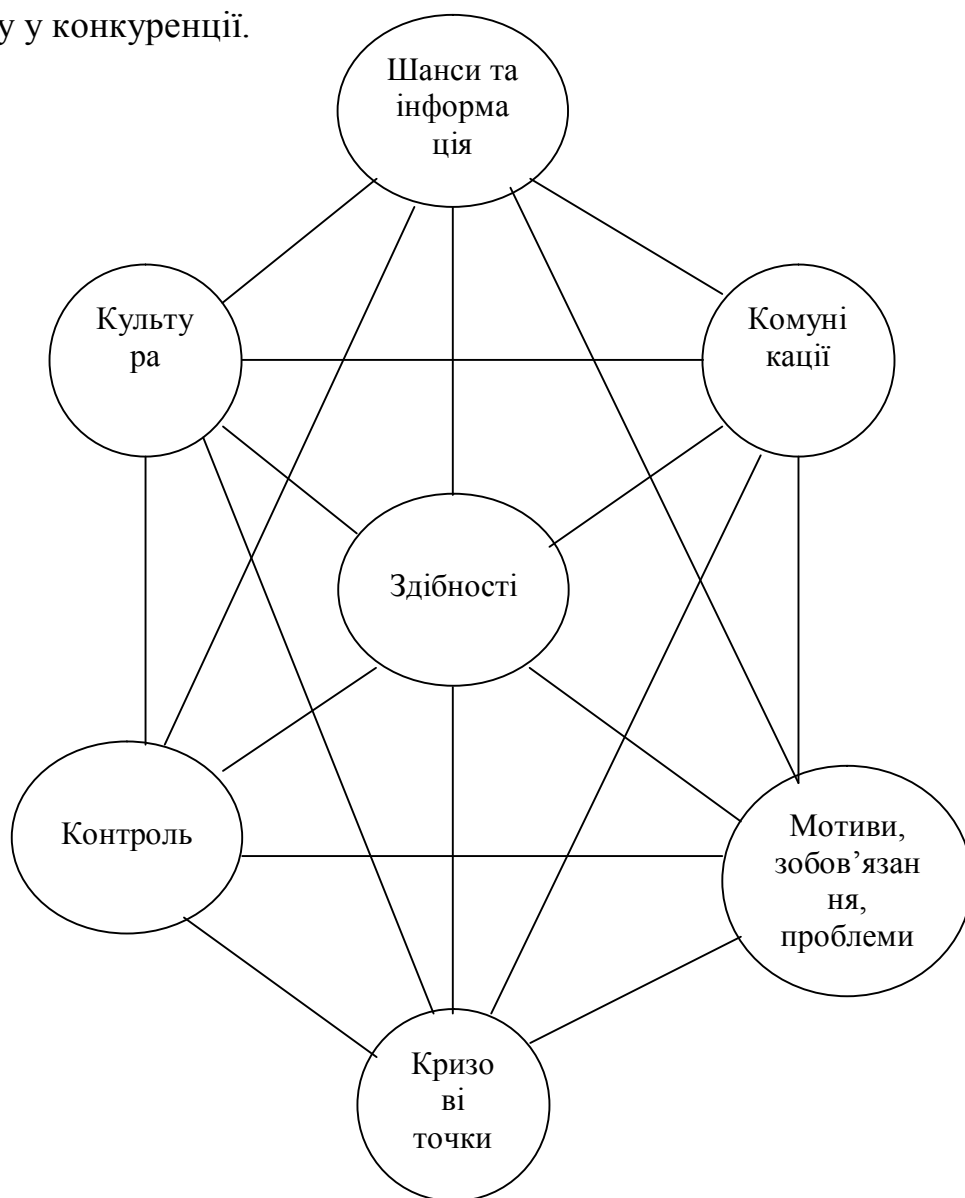 у у конкуренції.
Шанси та
інформа
ція
Культу
ра
Комуні
кації
Здібності
Контроль
Мотиви,
зобов’язан
ня,
проблеми
Кризо
ві
точки